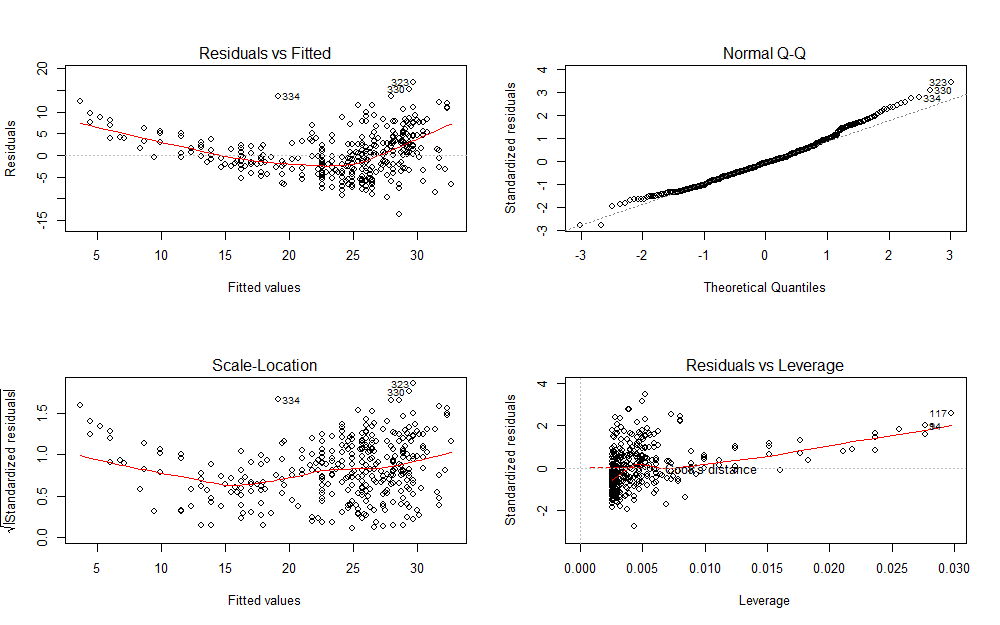 Residuals vs Fitted
Residuals
20
10
5
0
-5
-15
323
330
334
5 10 15 20 25 30
Fitted values
Normal Q-Q
Standardized residuals
4
3
2
1
0
-1
-2
-3
323
330
334
-3 -2 -1 0 1 2 3
Theoretical Quantiles
Scale-Location
√|Standardized residuals|
1.5
1.0
0.5
0.0
323
330
334
5 10 15 20 25 30
Fitted values
Residuals vs Leverage
Standardized residuals
4
2
0
-2
117
94
Cook's distance
0.000 0.005 0.010 0.015 0.020 0.025 0.030
Leverage